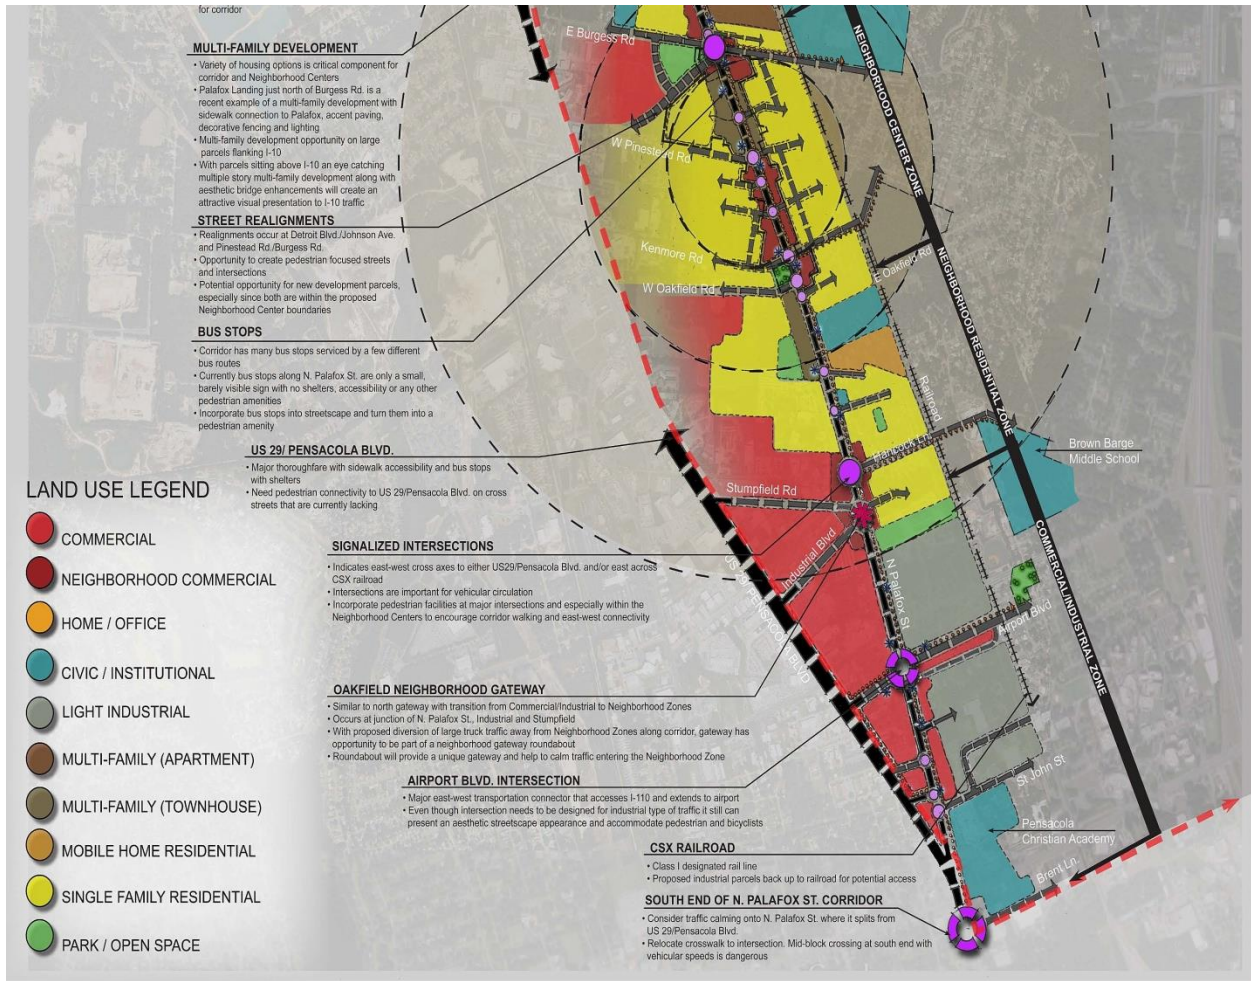 for corridor
MULTI-FAMILY DEVELOPMENT
• Variety of housing options is critical component for
corridor and Neighborhood Centers
• Palafox Landing just north of Burgess Rd. is a
recent example of a multi-family development with
sidewalk connection to Palafox, accent paving,
decorative fencing and lighting
• Multi-family development opportunity on large
parcels flanking I-10
• With parcels sitting above I-10 an eye catching
multiple story multi-family development along with
aesthetic bridge enhancements will create an
attractive visual presentation to I-10 traffic
STREET REALIGNMENTS
• Realignments occur at Detroit Blvd./Johnson Ave.
and Pinestead Rd./Burgess Rd.
• Opportunity to create pedestrian focused streets
and intersections
• Potential opportunity for new development parcels,
especially since both are within the proposed
Neighborhood Center boundaries
BUS STOPS
• Corridor has many bus stops serviced by a few different
bus routes
• Currently bus stops along N. Palafox St. are only a small,
barely visible sign with no shelters, accessibility or any other
pedestrian amenities
• Incorporate bus stops into streetscape and turn them into a
pedestrian amenity
US 29/ PENSACOLA BLVD.
• Major thoroughfare with sidewalk accessibility and bus stops
with shelters
• Need pedestrian connectivity to US 29/Pensacola Blvd. on cross
streets that are currently lacking
SIGNALIZED INTERSECTIONS
• Indicates east-west cross axes to either US29/Pensacola Blvd. and/or east across
CSX railroad
• Intersections are important for vehicular circulation
• Incorporate pedestrian facilities at major intersections and especially within the
Neighborhood Centers to encourage corridor walking and east-west connectivity
OAKFIELD NEIGHBORHOOD GATEWAY
• Similar to north gateway with transition from Commercial/Industrial to Neighborhood Zones
• Occurs at junction of N. Palafox St., Industrial and Stumpfield
• With proposed diversion of large truck traffic away from Neighborhood Zones along corridor, gateway has
opportunity to be part of a neighborhood gateway roundabout
• Roundabout will provide a unique gateway and help to calm traffic entering the Neighborhood Zone
AIRPORT BLVD. INTERSECTION
• Major east-west transportation connector that accesses I-110 and extends to airport
• Even though intersection needs to be designed for industrial type of traffic it still can
present an aesthetic streetscape appearance and accommodate pedestrian and bicyclists
CSX RAILROAD
• Class I designated rail line
• Proposed industrial parcels back up to railroad for potential access
SOUTH END OF N. PALAFOX ST. CORRIDOR
• Consider traffic calming onto N. Palafox St. where it splits from
US 29/Pensacola Blvd.
• Relocate crosswalk to intersection. Mid-block crossing at south end with
vehicular speeds is dangerous
LAND USE LEGEND
COMMERCIAL
NEIGHBORHOOD COMMERCIAL
HOME / OFFICE
CIVIC / INSTITUTIONAL
LIGHT INDUSTRIAL
MULTI-FAMILY (APARTMENT)
MULTI-FAMILY (TOWNHOUSE)
MOBILE HOME RESIDENTIAL
SINGLE FAMILY RESIDENTIAL
PARK / OPEN SPACE
E Burgess Rd
W Pinestead Rd
Kenmore Rd
W Oakfield Rd
E Oakfield Rd
Railroad
Hancock Ln
Stumpfield Rd
Industrial Blvd
N Palafox St
US 29/ PENSACOLA BLVD
Airport Blvd
St John St
Brent Ln.
Brown Barge
Middle School
Pensacola
Christian Academy
NEIGHBORHOOD CENTER ZONE
NEIGHBORHOOD RESIDENTIAL ZONE
COMMERCIAL/INDUSTRIAL ZONE